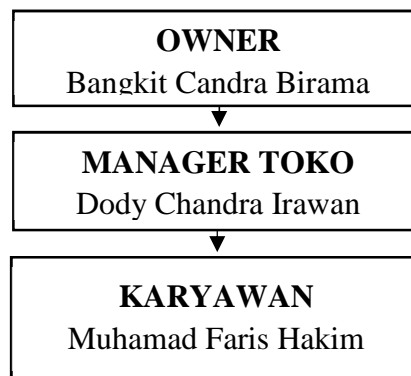 OWNER
Bangkit Candra Birama
MANAGER TOKO
Dody Chandra Irawan
KARYAWAN
Muhamad Faris Hakim